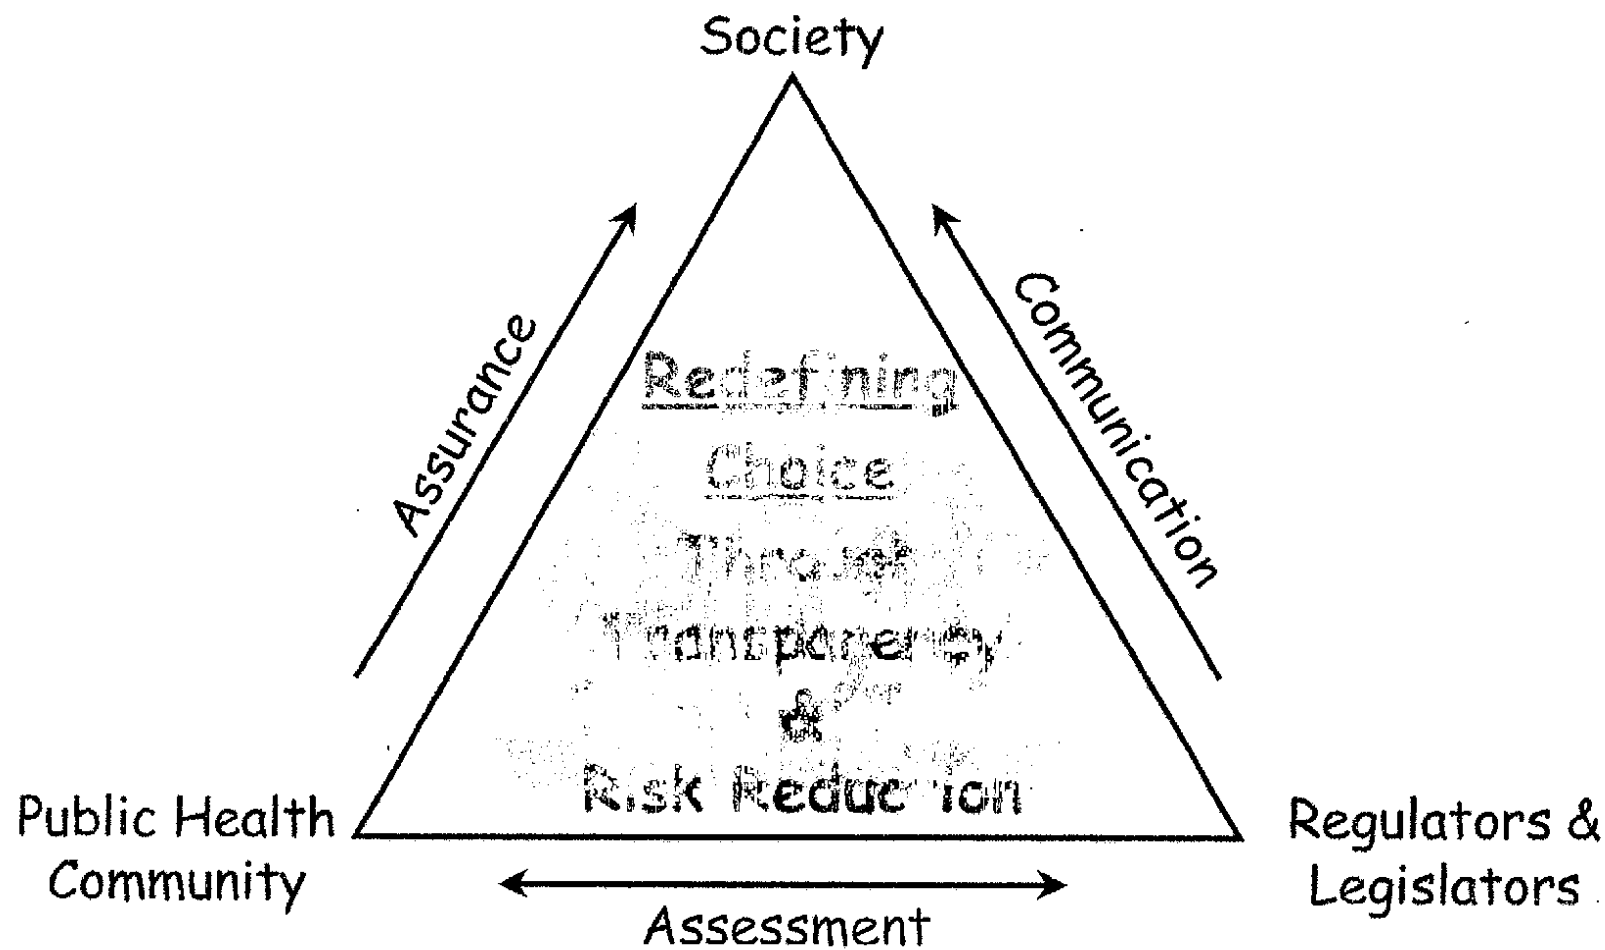 Society
Assurance
Communication
Redefining
Choice
Through
Transparency
&
Risk Reduction
Public Health
Community
Regulators &
Legislators
Assessment